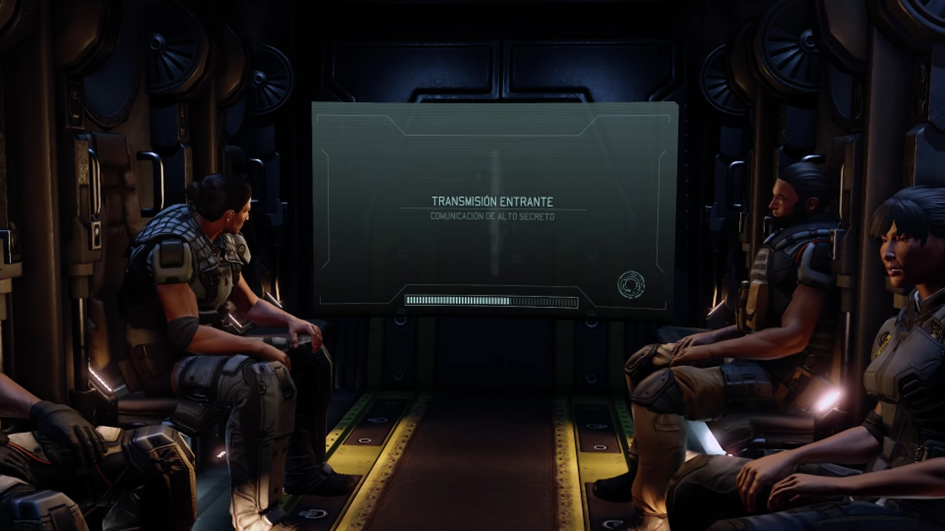 TRANSMISIÓN ENTRANTE
COMUNICACIÓN DE ALTO SECRETO